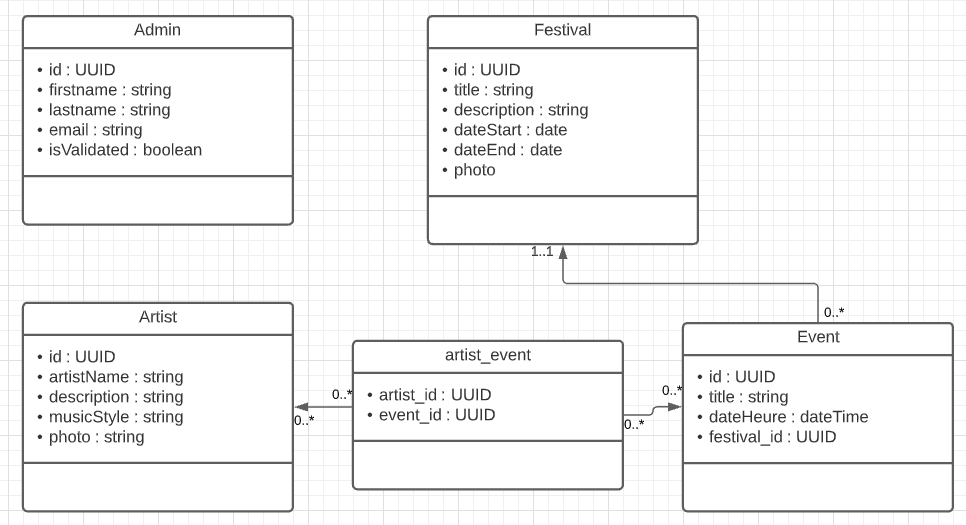 Admin
• id : UUID
• firstname : string
• lastname : string
• email : string
• isValidated : boolean
Festival
• id : UUID
• title : string
• description : string
• dateStart : date
• dateEnd : date
• photo
1..1
0..*
Artist
• id : UUID
• artistName : string
• description : string
• musicStyle : string
• photo : string
0..*
0..*
artist_event
• artist_id : UUID
• event_id : UUID
0..*
0..*
Event
• id : UUID
• title : string
• dateHeure : dateTime
• festival_id : UUID